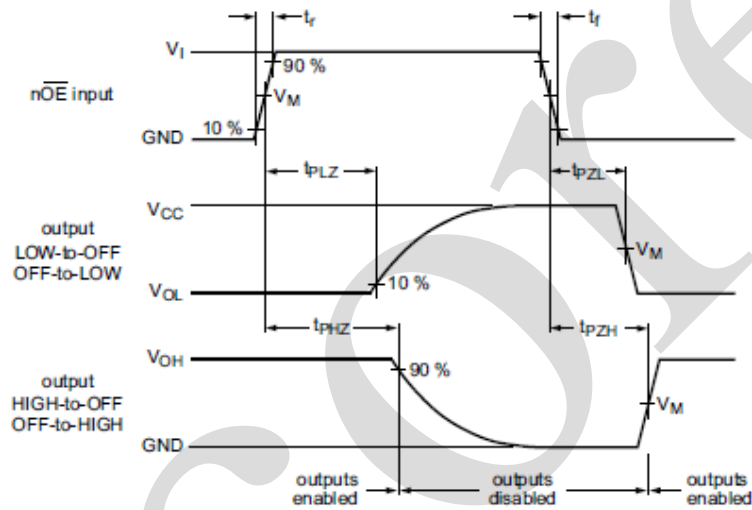 tr
tf
VI
90 %
nOE input
VM
10 %
GND
tPLZ
tPZL
VCC
output
LOW-to-OFF
OFF-to-LOW
VM
10 %
VOL
tPHZ
tPZH
VOH
90 %
output
HIGH-to-OFF
OFF-to-HIGH
VM
GND
outputs
enabled
outputs
disabled
outputs
enabled